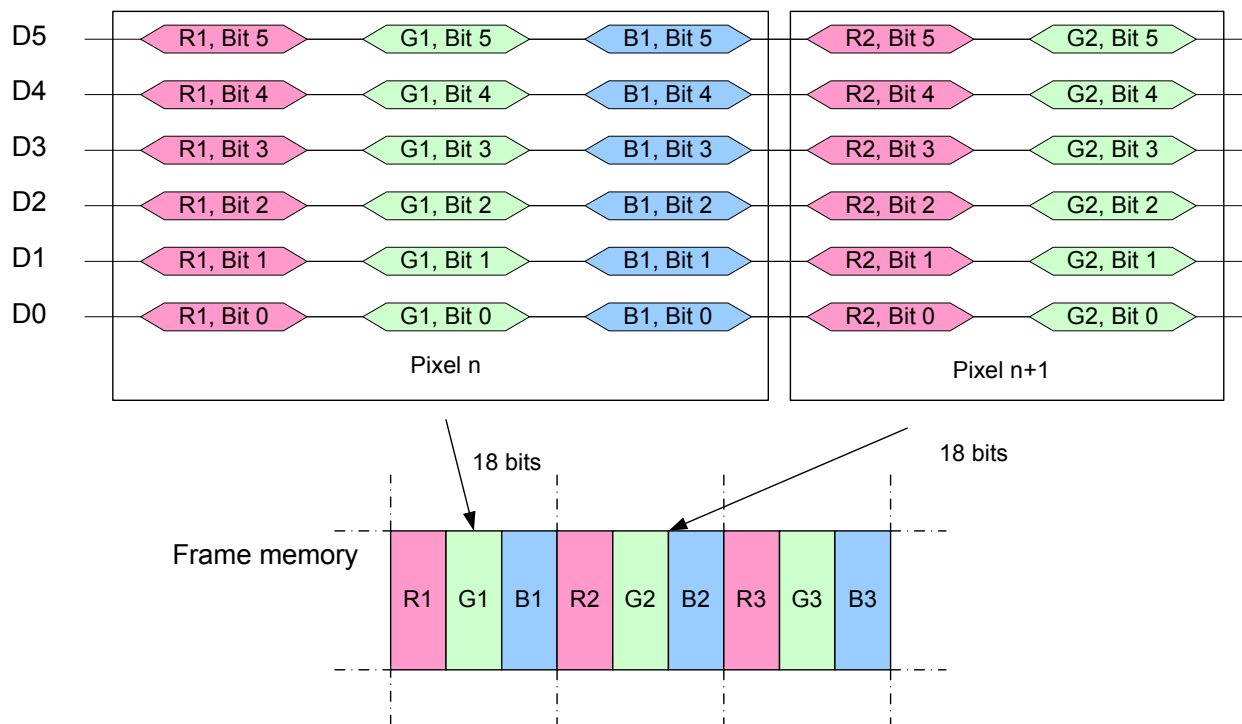 D5 R1, Bit 5 G1, Bit 5 B1, Bit 5 R2, Bit 5 G2, Bit 5
D4 R1, Bit 4 G1, Bit 4 B1, Bit 4 R2, Bit 4 G2, Bit 4
D3 R1, Bit 3 G1, Bit 3 B1, Bit 3 R2, Bit 3 G2, Bit 3
D2 R1, Bit 2 G1, Bit 2 B1, Bit 2 R2, Bit 2 G2, Bit 2
D1 R1, Bit 1 G1, Bit 1 B1, Bit 1 R2, Bit 1 G2, Bit 1
D0 R1, Bit 0 G1, Bit 0 B1, Bit 0 R2, Bit 0 G2, Bit 0
Pixel n Pixel n+1
18 bits 18 bits
Frame memory
R1 G1 B1 R2 G2 B2 R3 G3 B3